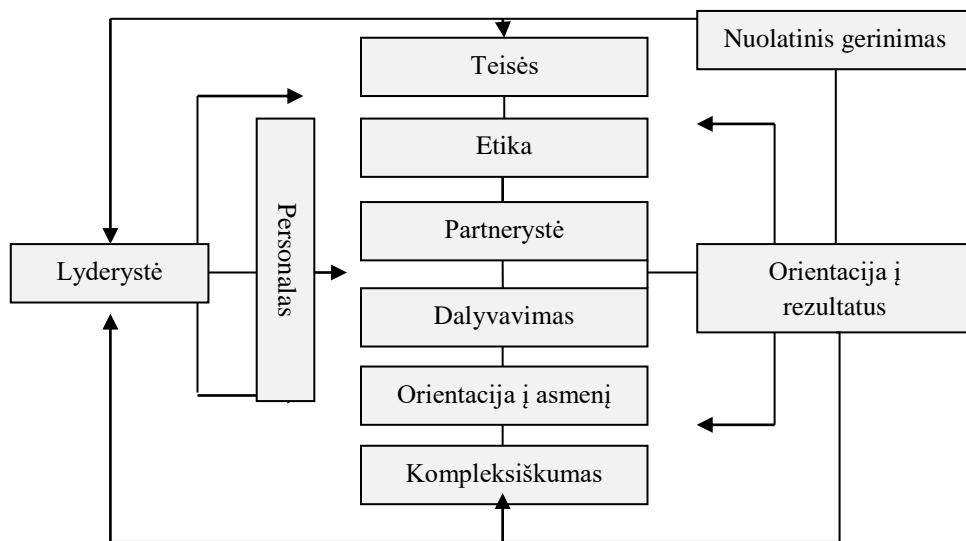 Nuolatinis gerinimas
Teisės
Etika
Personalas
Partnerystė
Lyderystė
Orientacija į
rezultatus
Dalyvavimas
Orientacija į asmenį
Kompleksiškumas